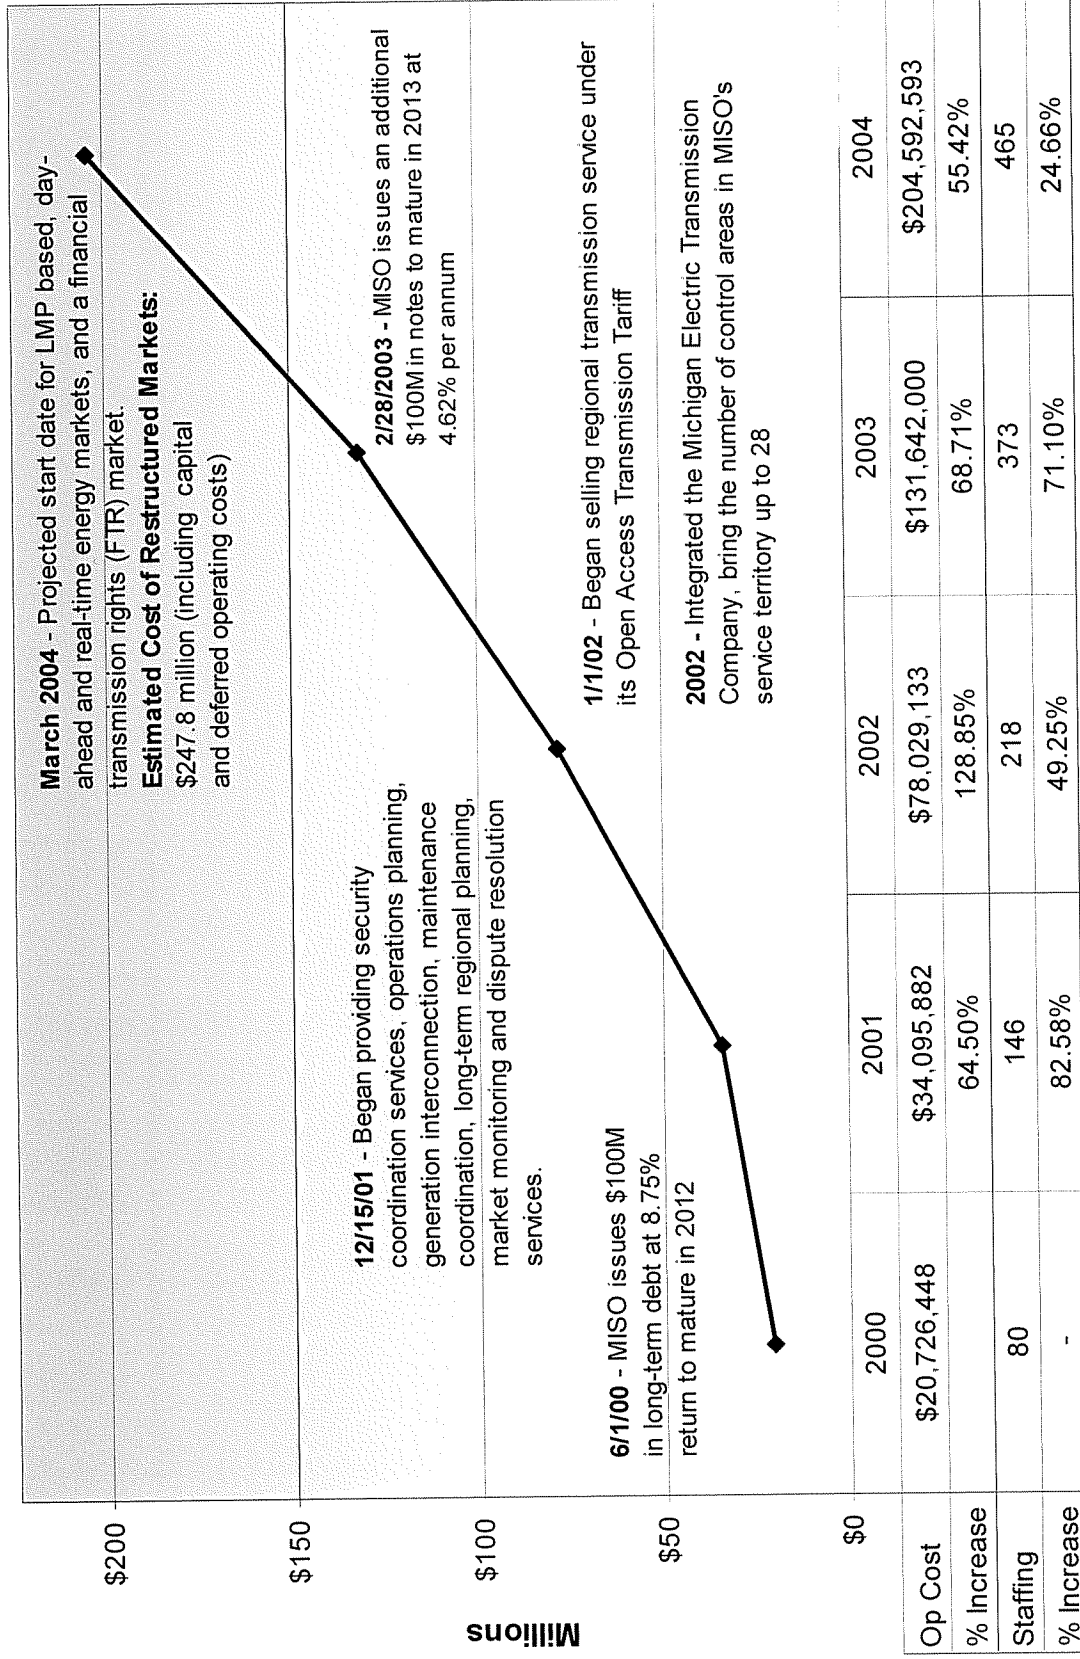 March 2004 - Projected start date for LMP based, day-
ahead and real-time energy markets, and a financial
transmission rights (FTR) market.
Estimated Cost of Restructured Markets:
$247.8 million (including capital
and deferred operating costs)
12/15/01 - Began providing security
coordination services, operations planning,
generation interconnection, maintenance
coordination, long-term regional planning,
market monitoring and dispute resolution
services.
2/28/2003 - MISO issues an additional
$100M in notes to mature in 2013 at
4.62% per annum
6/1/00 - MISO issues $100M
in long-term debt at 8.75%
return to mature in 2012
1/1/02 - Began selling regional transmission service under
its Open Access Transmission Tariff
2002 - Integrated the Michigan Electric Transmission
Company, bring the number of control areas in MISO's
service territory up to 28
Millions
$200
$150
$100
$50
$0
2000 2001 2002 2003 2004
Op Cost $20,726,448 $34,095,882 $78,029,133 $131,642,000 $204,592,593
% Increase 64.50% 128.85% 68.71% 55.42%
Staffing 80 146 218 373 465
% Increase - 82.58% 49.25% 71.10% 24.66%